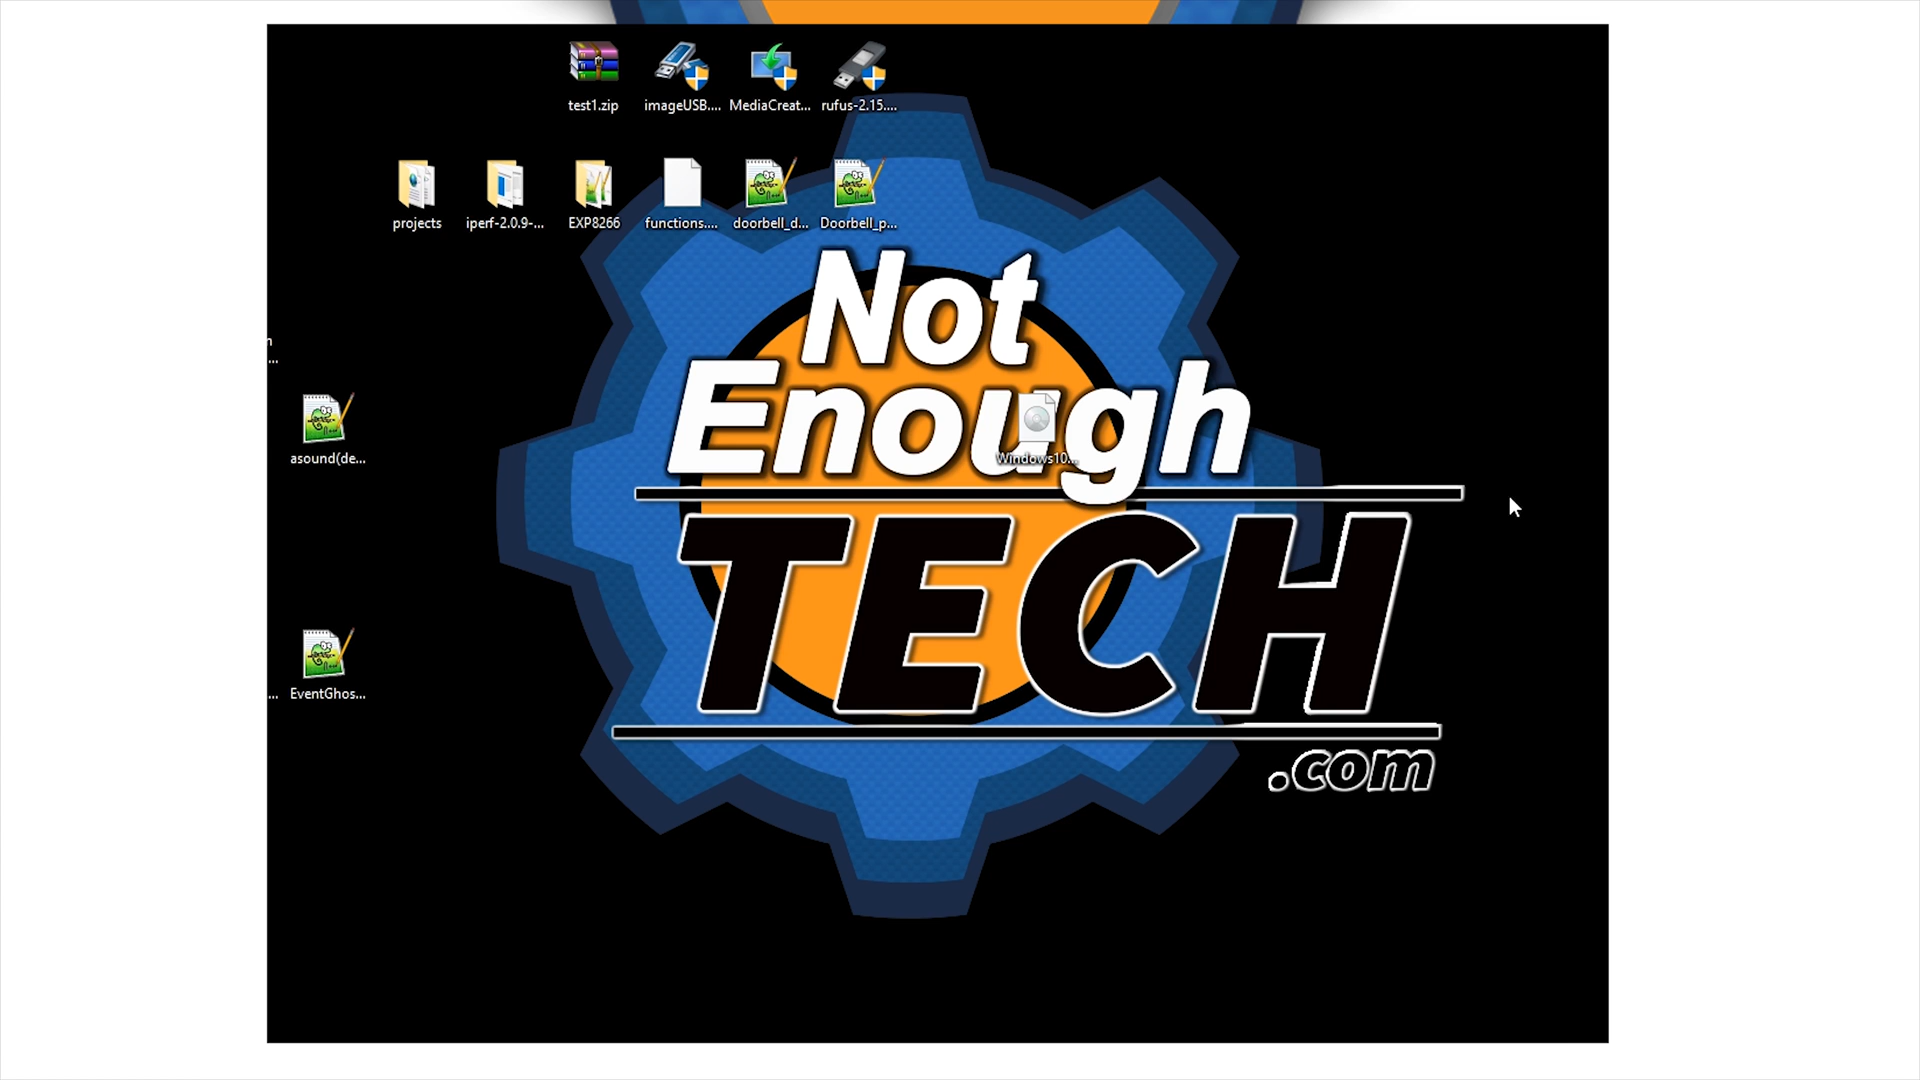 test1.zip
imageUSB....
MediaCreat...
rufus-2.15....
projects
iperf-2.0.9-...
EXP8266
functions....
doorbell_d...
Doorbell_p...
Not
Enough
n
...
asound(de...
Windows10...
TECH
...
EventGhos...
.com